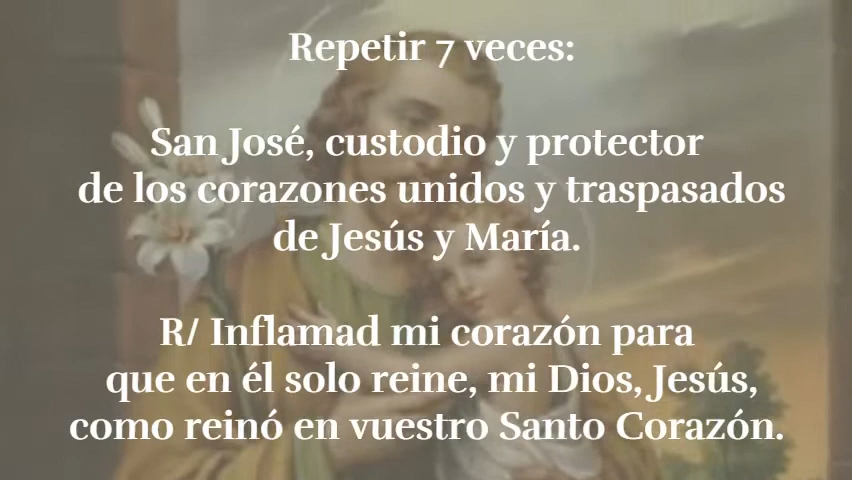 Repetir 7 veces:
San José, custodio y protector
de los corazones unidos y traspasados
de Jesús y María.
R/ Inflamad mi corazón para
que en él solo reine, mi Dios, Jesús,
como reinó en vuestro Santo Corazón.